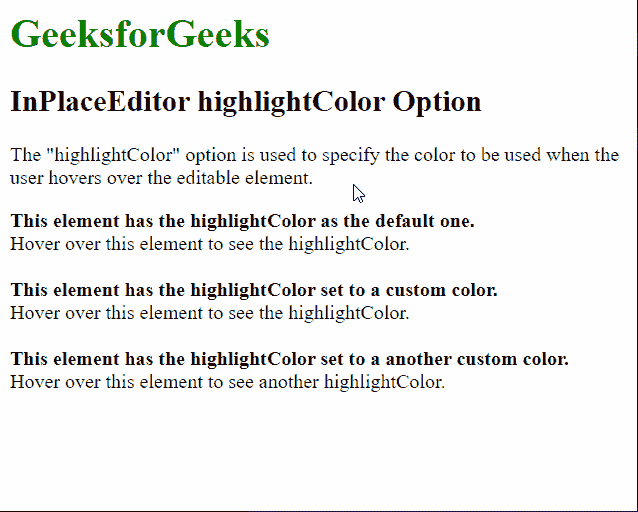 GeeksforGeeks
InPlaceEditor highlightColor Option
The "highlightColor" option is used to specify the color to be used when the
user hovers over the editable element.
This element has the highlightColor as the default one.
Hover over this element to see the highlightColor.
This element has the highlightColor set to a custom color.
Hover over this element to see the highlightColor.
This element has the highlightColor set to a another custom color.
Hover over this element to see another highlightColor.